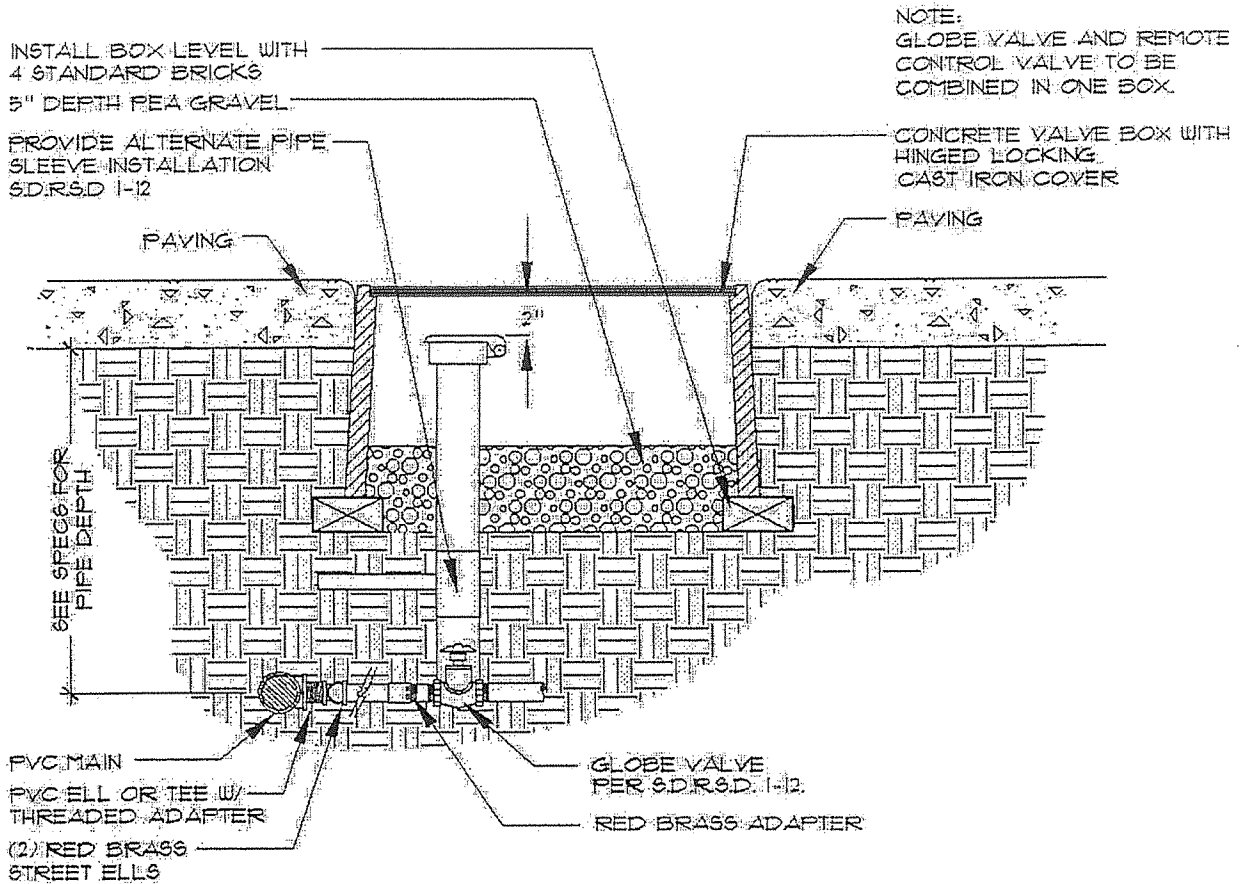 INSTALL BOX LEVEL WITH
4 STANDARD BRICKS
5" DEPTH PEA GRAVEL
PROVIDE ALTERNATE PIPE
SLEEVE INSTALLATION
S.D.R.S.D I-12
PAVING
NOTE:
GLOBE VALVE AND REMOTE
CONTROL VALVE TO BE
COMBINED IN ONE BOX.
CONCRETE VALVE BOX WITH
HINGED LOCKING
CAST IRON COVER
PAVING
2"
SEE SPECS FOR
PIPE DEPTH
PVC MAIN
PVC ELL OR TEE W/
THREADED ADAPTER
(2) RED BRASS
STREET ELLS
GLOBE VALVE
PER S.D.R.S.D. I-12.
RED BRASS ADAPTER